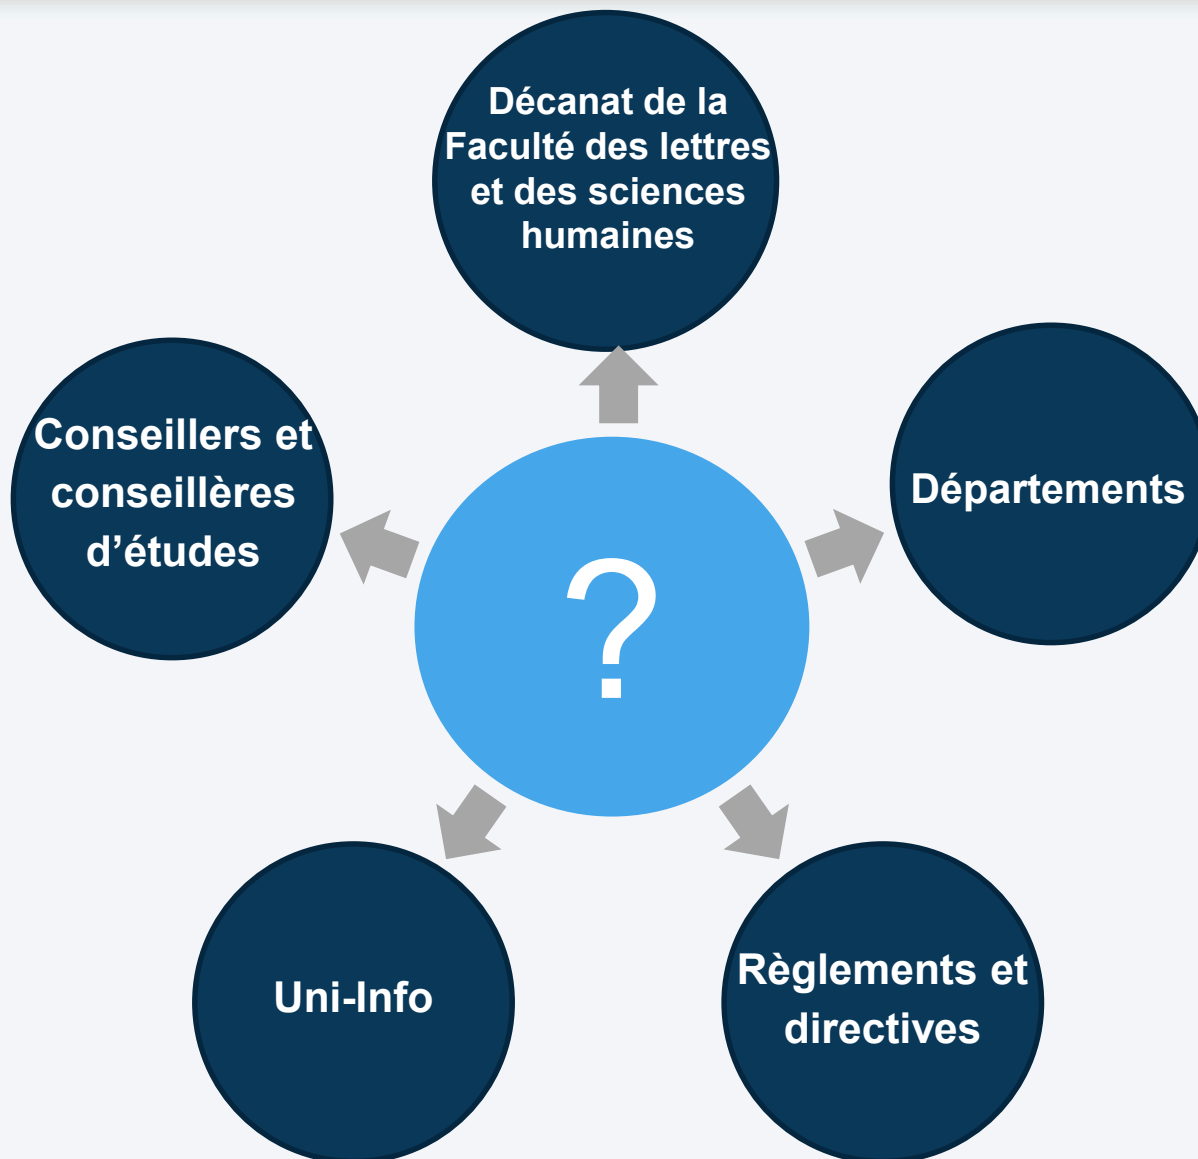 Décanat de la
Faculté des lettres
et des sciences
humaines
Conseillers et
conseillères
d’études
Départements
?
Uni-Info
Règlements et
directives